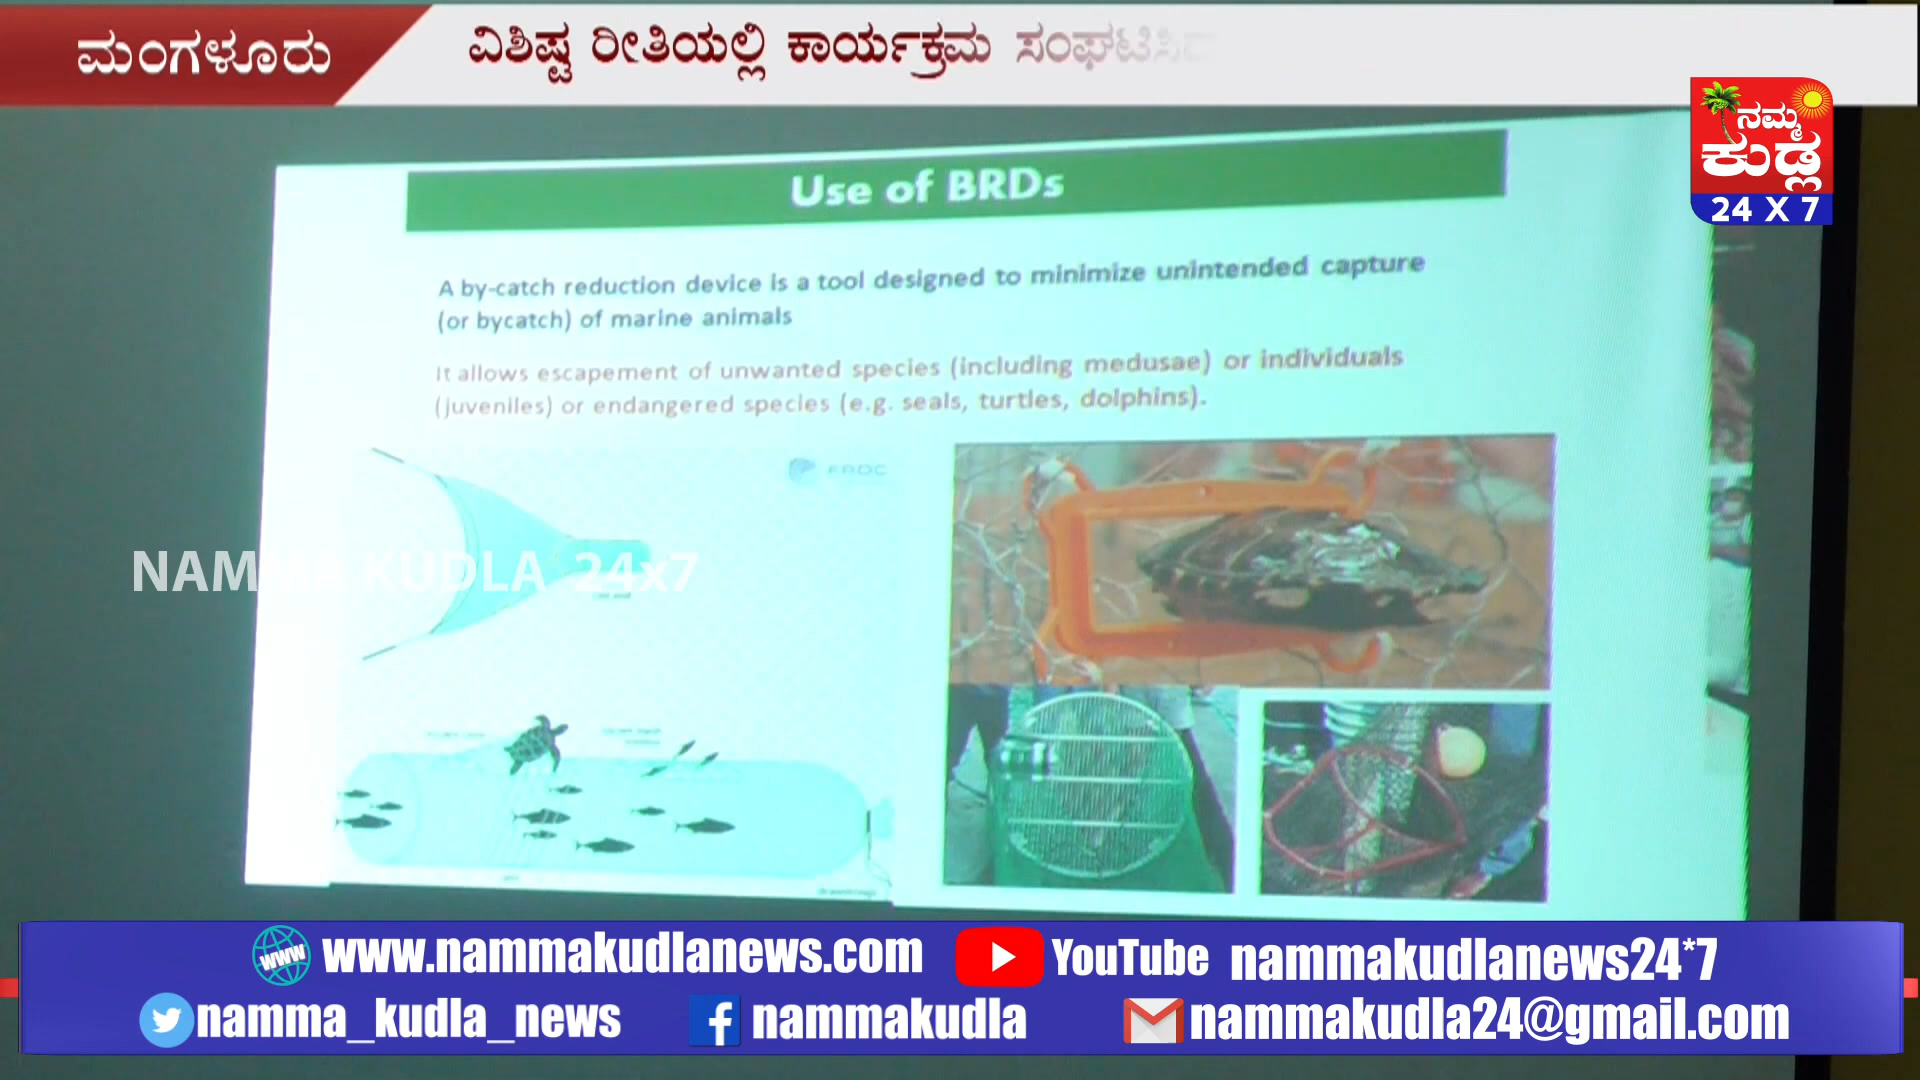 ಮಂಗಳೂರು
ವಿಶಿಷ್ಟ ರೀತಿಯಲ್ಲಿ ಕಾರ್ಯಕ್ರಮ ಸಂಘಟಿಸಿ
ನಮ್ಮ
ಕುಡ್ಲ
24 X 7
Use of BRDs
A by-catch reduction device is a tool designed to minimize unintended capture
(or bycatch) of marine animals
It allows escapement of unwanted species (including medusae) or individuals
(juveniles) or endangered species (e.g. seals, turtles, dolphins).
NAMMA KUDLA 24x7
www.nammakudlanews.com
YouTube nammakudlanews24*7
namma_kudla_news
nammakudla
nammakudla24@gmail.com